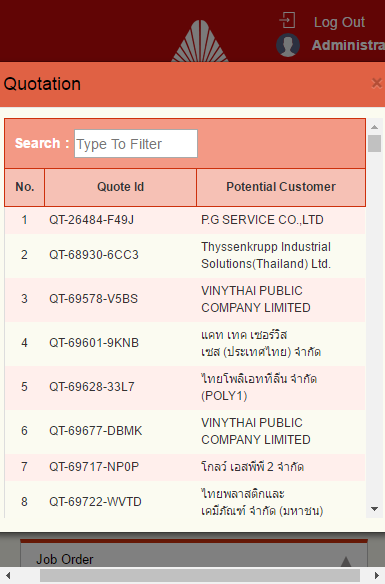 Log Out
Administra
Quotation
×
Search : Type To Filter
No. Quote Id Potential Customer
1 QT-26484-F49J P.G SERVICE CO.,LTD
2 QT-68930-6CC3 Thyssenkrupp Industrial
Solutions(Thailand) Ltd.
3 QT-69578-V5BS VINYTHAI PUBLIC
COMPANY LIMITED
4 QT-69601-9KNB แคท เทค เซอร์วิส
เซส (ประเทศไทย) จำกัด
5 QT-69628-33L7 ไทยโพลิเอททีลีน จำกัด
(POLY1)
6 QT-69677-DBMK VINYTHAI PUBLIC
COMPANY LIMITED
7 QT-69717-NP0P โกลว์ เอสพีพี 2 จำกัด
8 QT-69722-WVTD ไทยพลาสติกและ
เคมีภัณฑ์ จำกัด (มหาชน)
Job Order